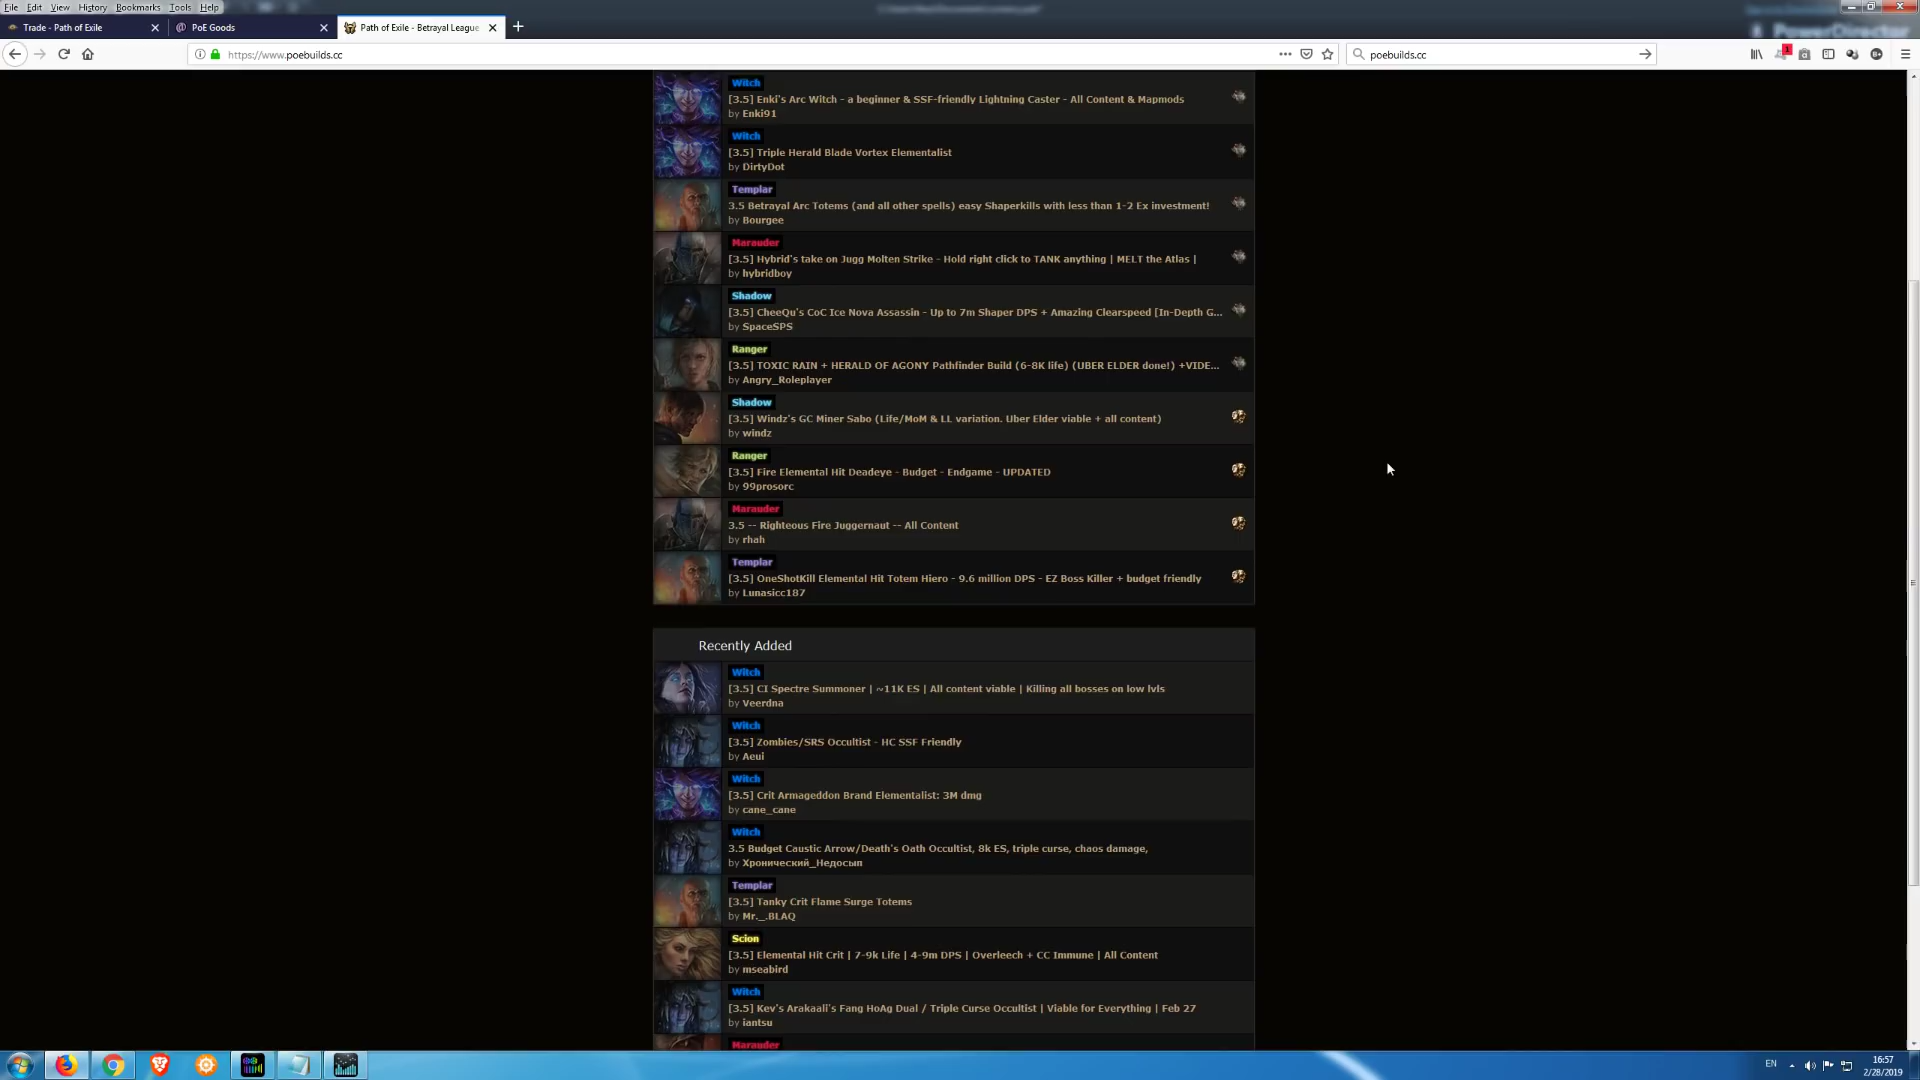 File Edit View History Bookmarks Tools Help
Trade - Path of Exile
PoE Goods
Path of Exile - Betrayal League
PowerDirector
https://www.poebuilds.cc
poebuilds.cc
1
Witch
[3.5] Enki's Arc Witch - a beginner & SSF-friendly Lightning Caster - All Content & Mapmods
by Enki91
Witch
[3.5] Triple Herald Blade Vortex Elementalist
by DirtyDot
Templar
3.5 Betrayal Arc Totems (and all other spells) easy Shaperkills with less than 1-2 Ex investment!
by Bourgee
Marauder
[3.5] Hybrid's take on Jugg Molten Strike - Hold right click to TANK anything | MELT the Atlas |
by hybridboy
Shadow
[3.5] CheeQu's CoC Ice Nova Assassin - Up to 7m Shaper DPS + Amazing Clearspeed [In-Depth G...
by SpaceSPS
Ranger
[3.5] TOXIC RAIN + HERALD OF AGONY Pathfinder Build (6-8K life) (UBER ELDER done!) +VIDE...
by Angry_Roleplayer
Shadow
[3.5] Windz's GC Miner Sabo (Life/MoM & LL variation. Uber Elder viable + all content)
by windz
Ranger
[3.5] Fire Elemental Hit Deadeye - Budget - Endgame - UPDATED
by 99prosorc
Marauder
3.5 -- Righteous Fire Juggernaut -- All Content
by rhah
Templar
[3.5] OneShotKill Elemental Hit Totem Hiero - 9.6 million DPS - EZ Boss Killer + budget friendly
by Lunasicc187
Recently Added
Witch
[3.5] CI Spectre Summoner | ~11K ES | All content viable | Killing all bosses on low lvls
by Veerdna
Witch
[3.5] Zombies/SRS Occultist - HC SSF Friendly
by Aeui
Witch
[3.5] Crit Armageddon Brand Elementalist: 3M dmg
by cane_cane
Witch
3.5 Budget Caustic Arrow/Death's Oath Occultist, 8k ES, triple curse, chaos damage,
by Хронический_Недосып
Templar
[3.5] Tanky Crit Flame Surge Totems
by Mr._.BLAQ
Scion
[3.5] Elemental Hit Crit | 7-9k Life | 4-9m DPS | Overleech + CC Immune | All Content
by mseabird
Witch
[3.5] Kev's Arakaali's Fang HoAg Dual / Triple Curse Occultist | Viable for Everything | Feb 27
by iantsu
Marauder
EN
16:57
2/28/2019